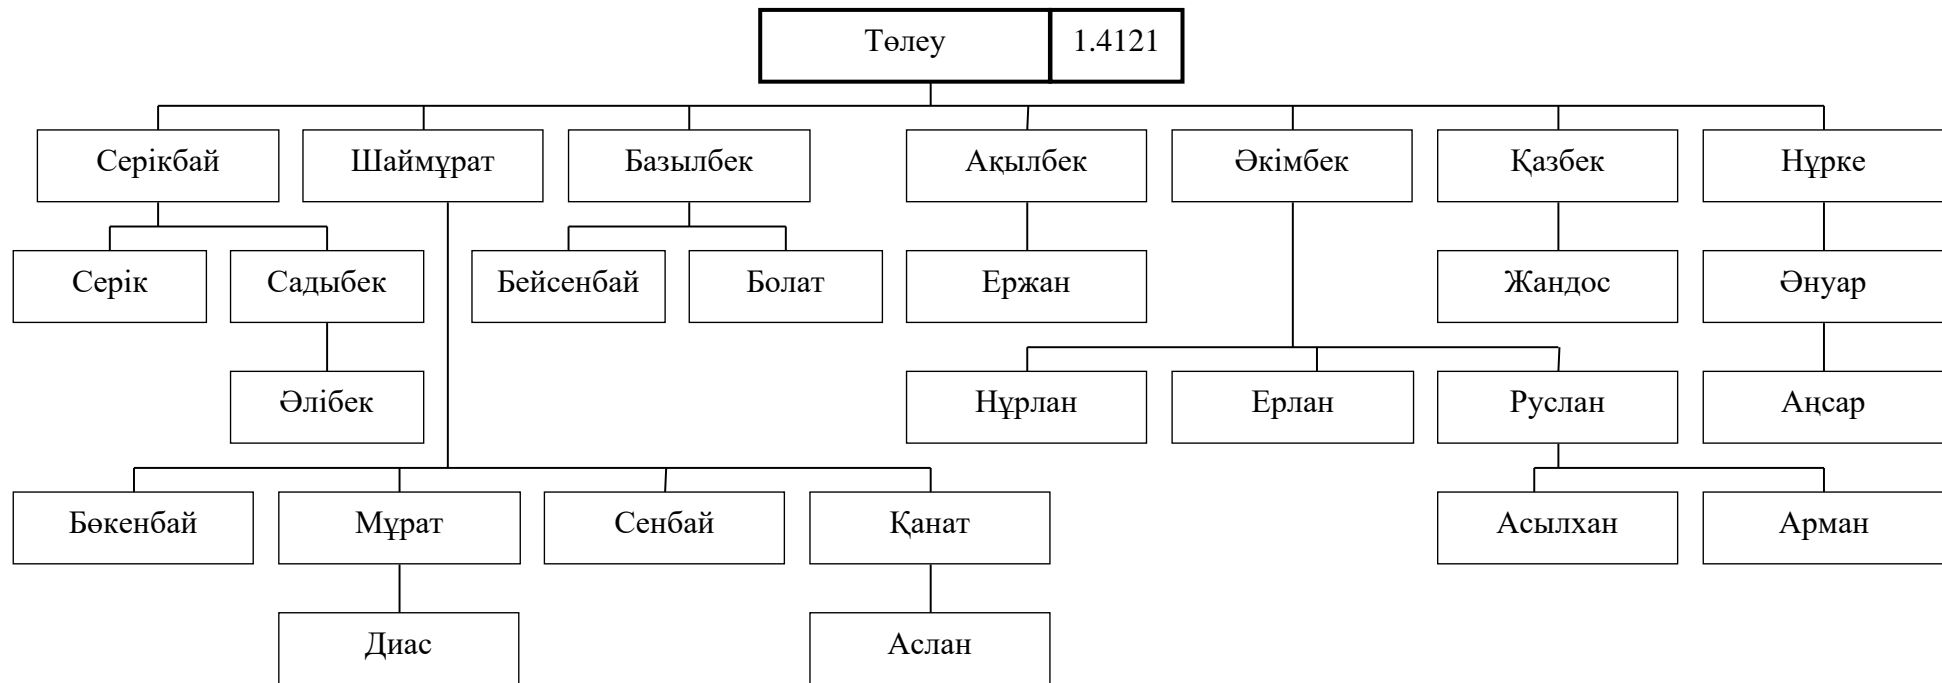 Төлеу 1.4121
Серікбай Шаймұрат Базылбек Ақылбек Әкімбек Қазбек Нұрке
Серік Садыбек Бейсенбай Болат Ержан Жандос Әнуар
Әлібек Нұрлан Ерлан Руслан Аңсар
Бөкенбай Мұрат Сенбай Қанат Асылхан Арман
Диас Аслан